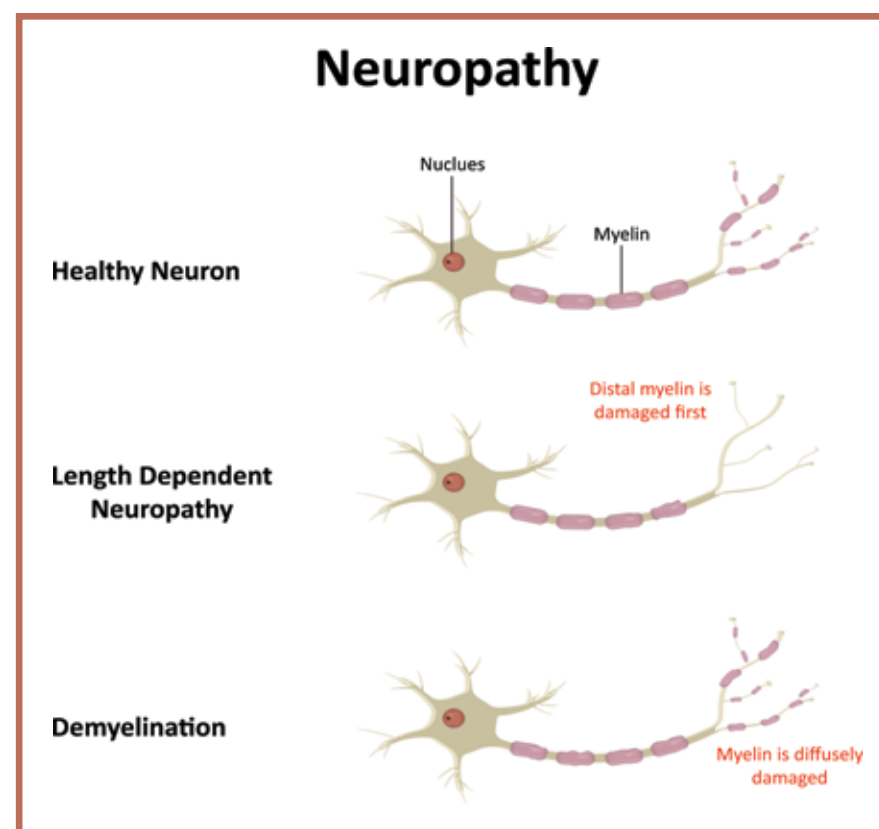 Neuropathy
Nuclues
Myelin
Healthy Neuron
Distal myelin is
damaged first
Length Dependent
Neuropathy
Demyelination
Myelin is diffusely
damaged